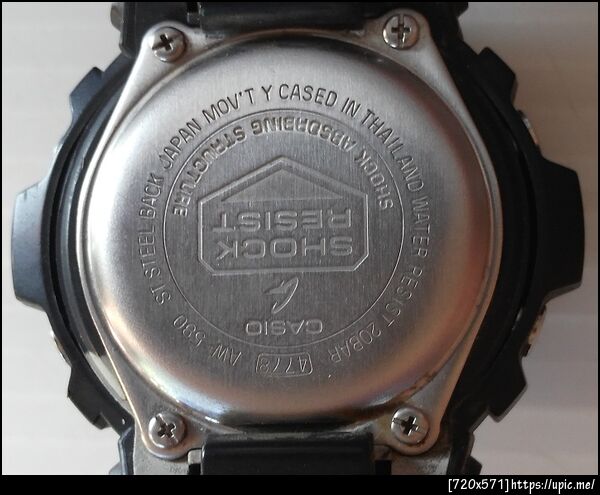 ST.STEEL BACK JAPAN MOV'T Y CASED IN THAILAND WATER RESIST 20BAR
4778
AW-590
SHOCK ABSORBING STRUCTURE
SHOCK
RESIST
CASIO
[720x571]https://upic.me/